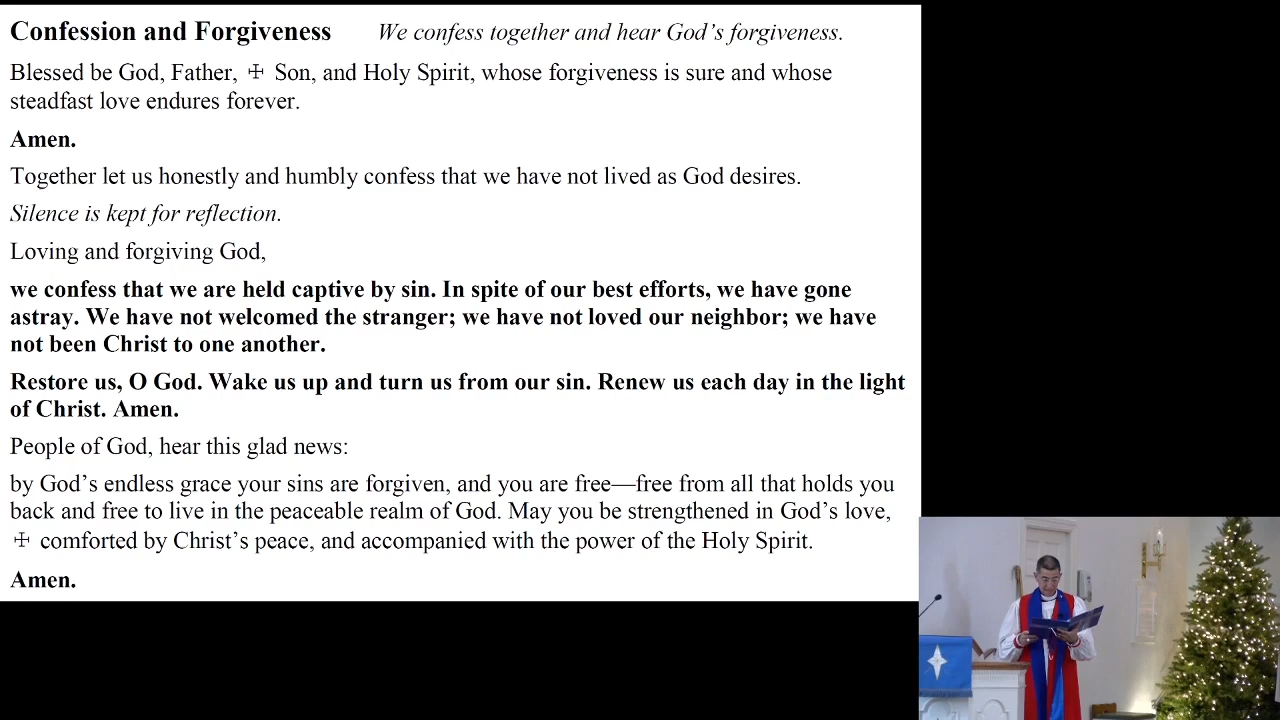 Confession and Forgiveness We confess together and hear God’s forgiveness.
Blessed be God, Father, ☩ Son, and Holy Spirit, whose forgiveness is sure and whose
steadfast love endures forever.
Amen.
Together let us honestly and humbly confess that we have not lived as God desires.
Silence is kept for reflection.
Loving and forgiving God,
we confess that we are held captive by sin. In spite of our best efforts, we have gone
astray. We have not welcomed the stranger; we have not loved our neighbor; we have
not been Christ to one another.
Restore us, O God. Wake us up and turn us from our sin. Renew us each day in the light
of Christ. Amen.
People of God, hear this glad news:
by God’s endless grace your sins are forgiven, and you are free—free from all that holds you
back and free to live in the peaceable realm of God. May you be strengthened in God’s love,
☩ comforted by Christ’s peace, and accompanied with the power of the Holy Spirit.
Amen.